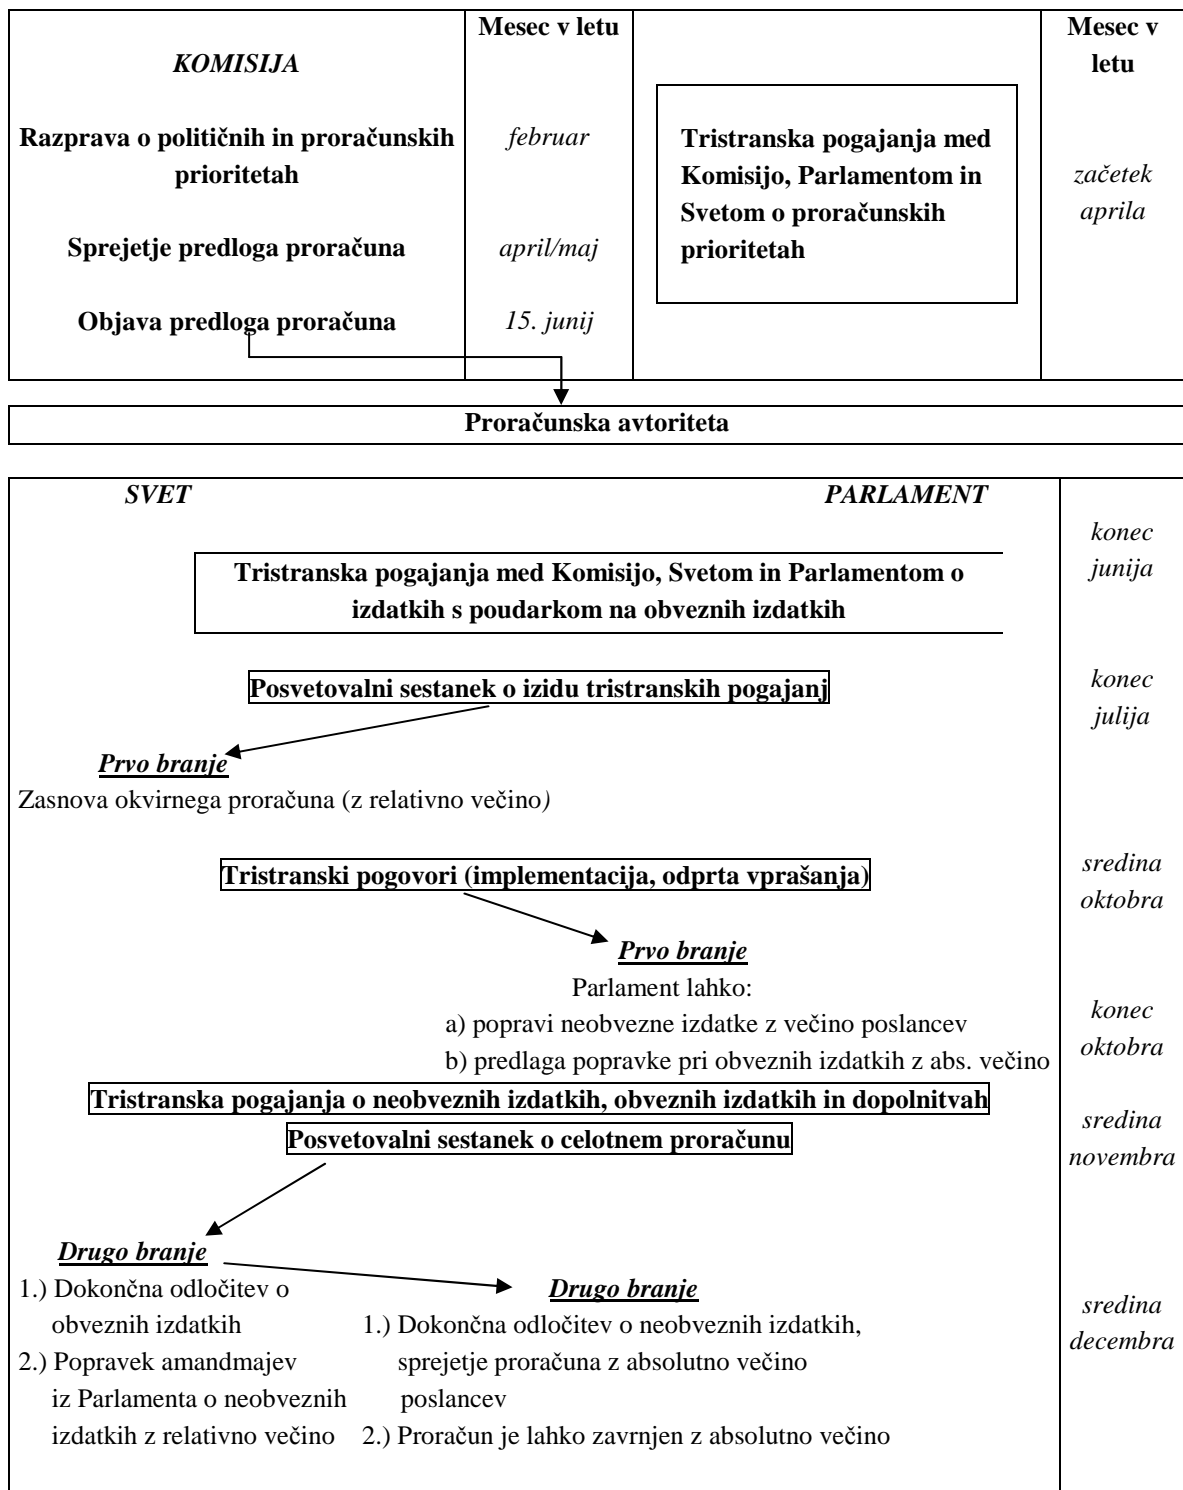 Mesec v letu
KOMISIJA
Razprava o političnih in proračunskih
prioritetah
februar
Sprejetje predloga proračuna
april/maj
Objava predloga proračuna
15. junij
Tristranska pogajanja med
Komisijo, Parlamentom in
Svetom o proračunskih
prioritetah
Mesec v
letu
začetek
aprila
Proračunska avtoriteta
SVET
PARLAMENT
konec
junija
Tristranska pogajanja med Komisijo, Svetom in Parlamentom o
izdatkih s poudarkom na obveznih izdatkih
Posvetovalni sestanek o izidu tristranskih pogajanj
konec
julija
Prvo branje
Zasnova okvirnega proračuna (z relativno večino)
Tristranski pogovori (implementacija, odprta vprašanja)
sredina
oktobra
Prvo branje
Parlament lahko:
a) popravi neobvezne izdatke z večino poslancev
b) predlaga popravke pri obveznih izdatkih z abs. večino
konec
oktobra
Tristranska pogajanja o neobveznih izdatkih, obveznih izdatkih in dopolnitvah
Posvetovalni sestanek o celotnem proračunu
sredina
novembra
Drugo branje
1.) Dokončna odločitev o
obveznih izdatkih
2.) Popravek amandmajev
iz Parlamenta o neobveznih
izdatkih z relativno večino
Drugo branje
1.) Dokončna odločitev o neobveznih izdatkih,
sprejetje proračuna z absolutno večino
poslancev
2.) Proračun je lahko zavrnjen z absolutno večino
sredina
decembra